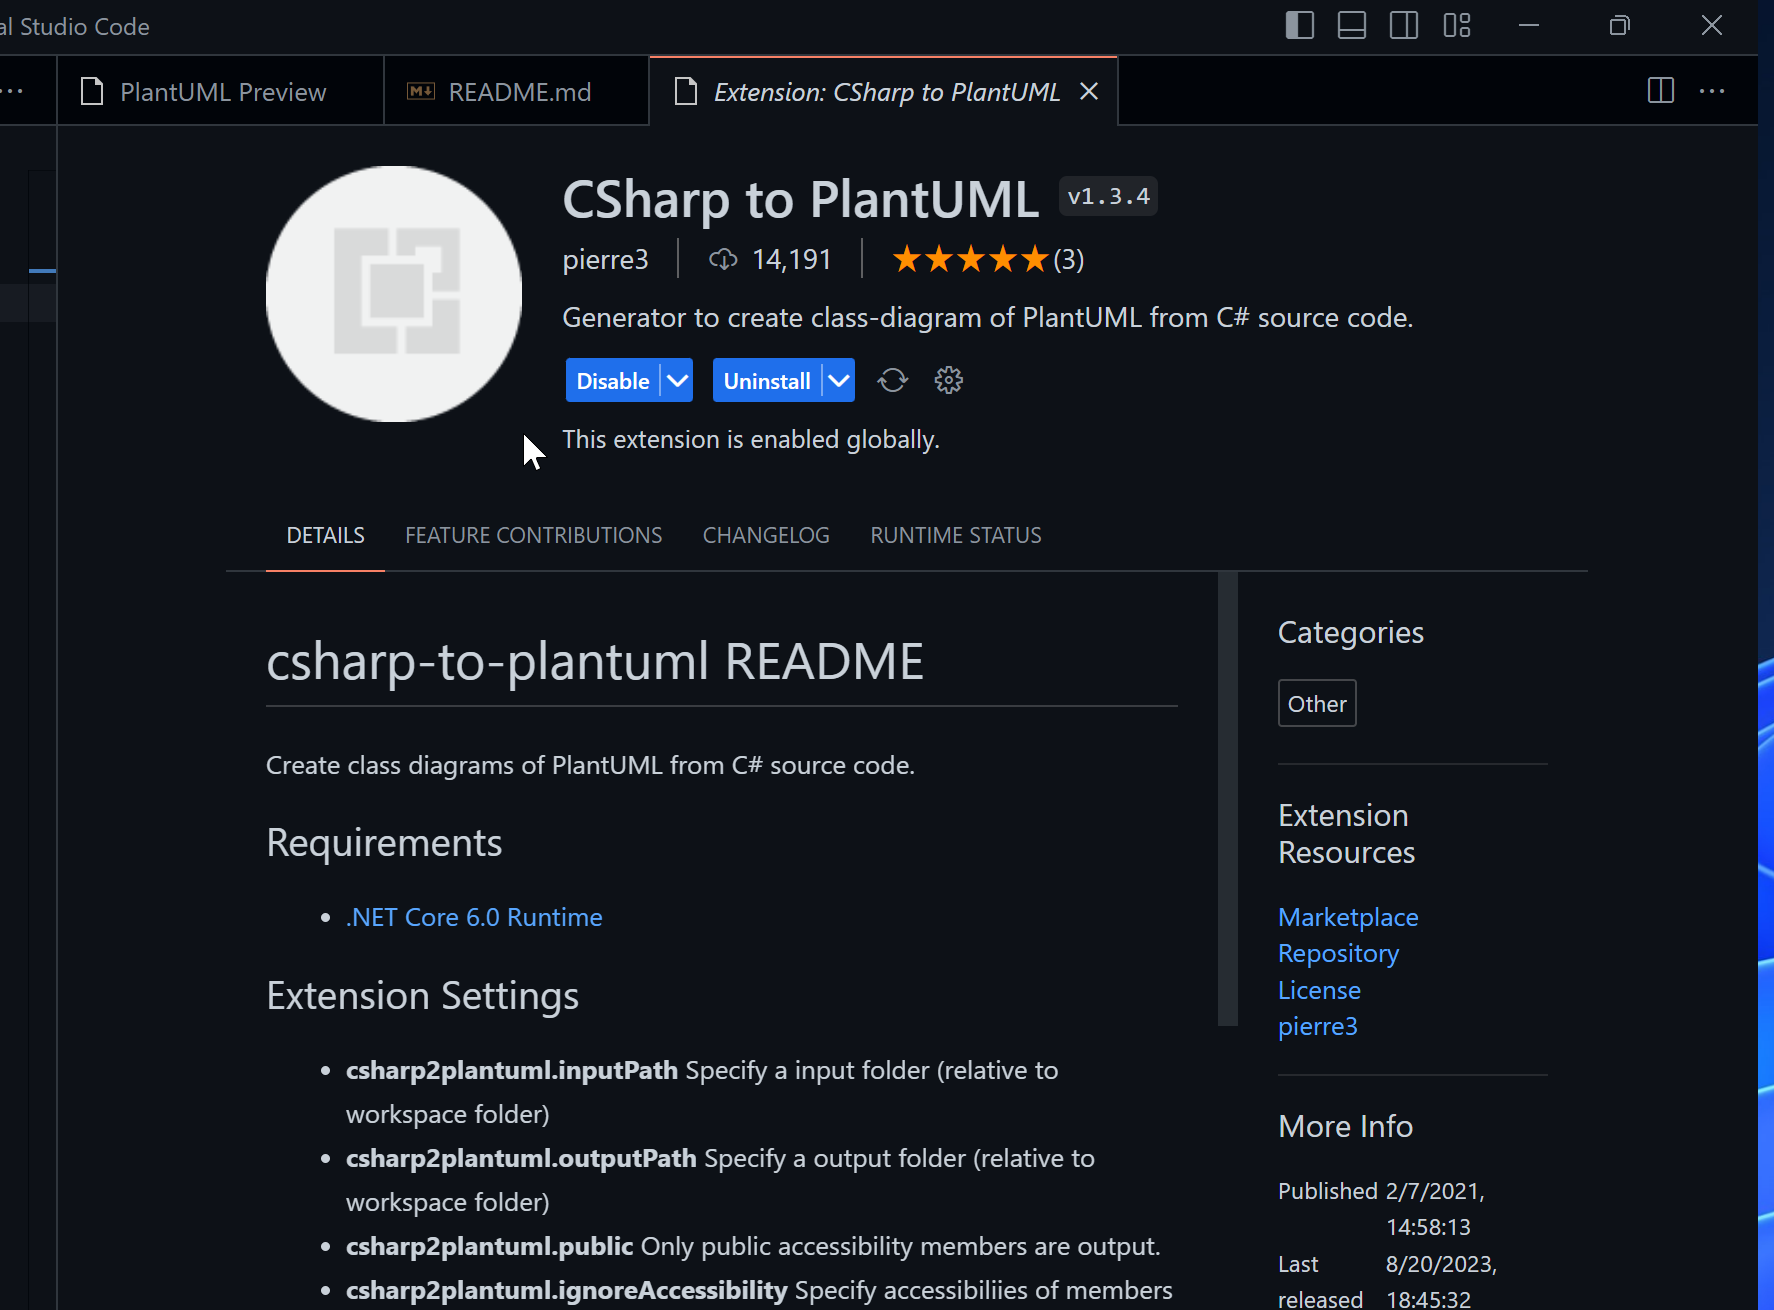 al Studio Code
PlantUML Preview
README.md
Extension: CSharp to PlantUML
CSharp to PlantUML v1.3.4
pierre3 14,191 ★★★★★(3)
Generator to create class-diagram of PlantUML from C# source code.
Disable Uninstall
This extension is enabled globally.
DETAILS FEATURE CONTRIBUTIONS CHANGELOG RUNTIME STATUS
csharp-to-plantuml README
Create class diagrams of PlantUML from C# source code.
Requirements
• .NET Core 6.0 Runtime
Extension Settings
• csharp2plantuml.inputPath Specify a input folder (relative to
workspace folder)
• csharp2plantuml.outputPath Specify a output folder (relative to
workspace folder)
• csharp2plantuml.public Only public accessibility members are output.
• csharp2plantuml.ignoreAccessibility Specify accessibiliies of members
Categories
Other
Extension
Resources
Marketplace
Repository
License
pierre3
More Info
Published 2/7/2021,
14:58:13
Last 8/20/2023,
released 18:45:32